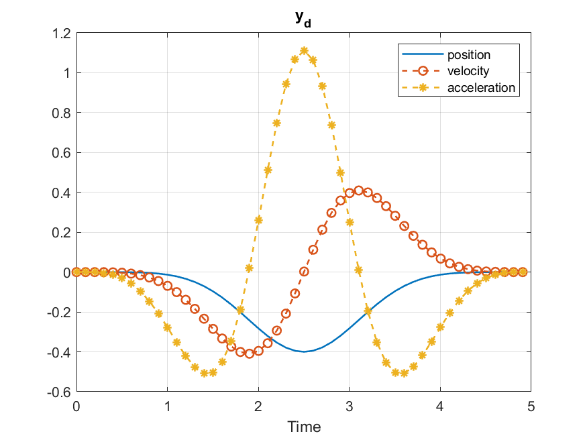 y_d
position
velocity
acceleration
1.2
1
0.8
0.6
0.4
0.2
0
-0.2
-0.4
-0.6
0 1 2 3 4 5
Time